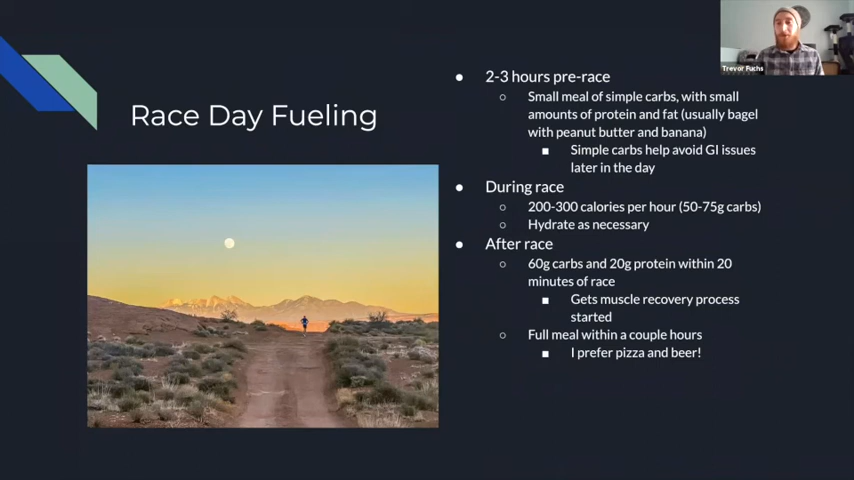 Trevor Fuchs
Race Day Fueling
● 2-3 hours pre-race
○ Small meal of simple carbs, with small
amounts of protein and fat (usually bagel
with peanut butter and banana)
■ Simple carbs help avoid GI issues
later in the day
● During race
○ 200-300 calories per hour (50-75g carbs)
○ Hydrate as necessary
● After race
○ 60g carbs and 20g protein within 20
minutes of race
■ Gets muscle recovery process
started
○ Full meal within a couple hours
■ I prefer pizza and beer!